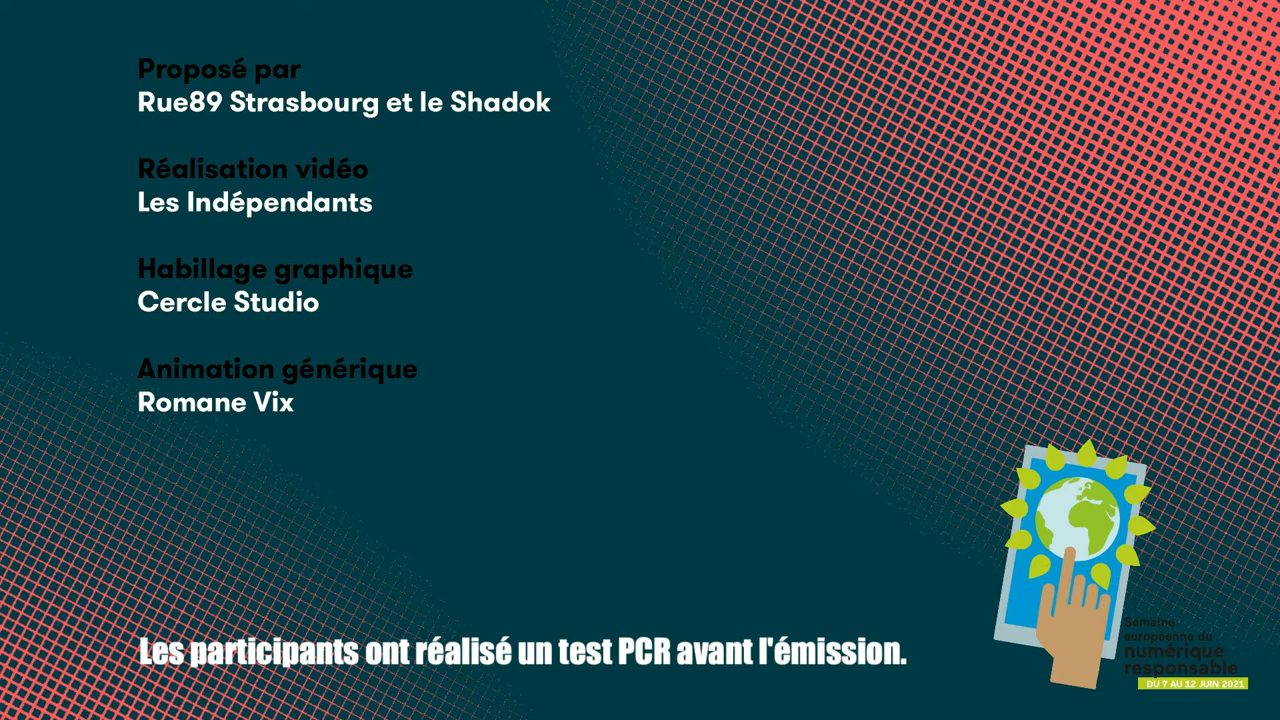 Proposé par
Rue89 Strasbourg et le Shadok
Réalisation vidéo
Les Indépendants
Habillage graphique
Cercle Studio
Animation générique
Romane Vix
Les participants ont réalisé un test PCR avant l'émission.
Semaine
européenne du
numérique
responsable
DU 7 AU 12 JUIN 2021